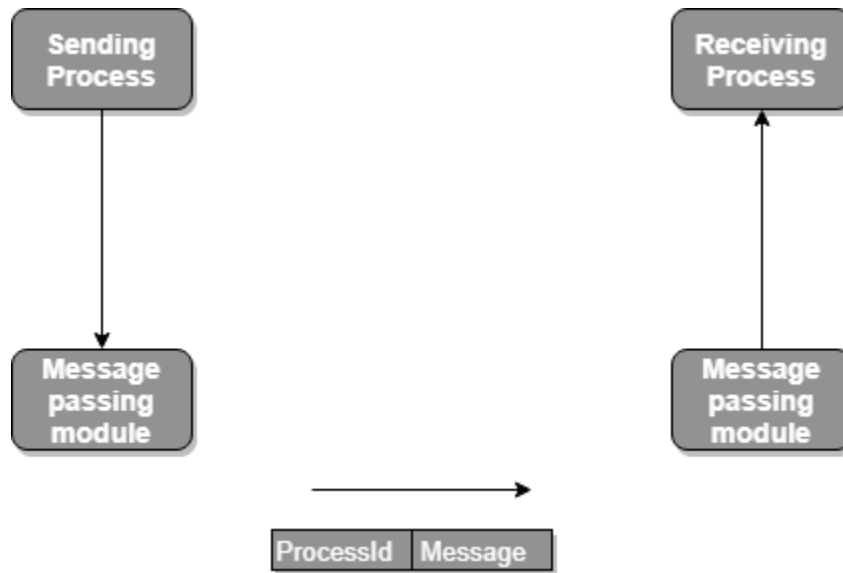 Sending
Process
Receiving
Process
Message
passing
module
Message
passing
module
ProcessId
Message